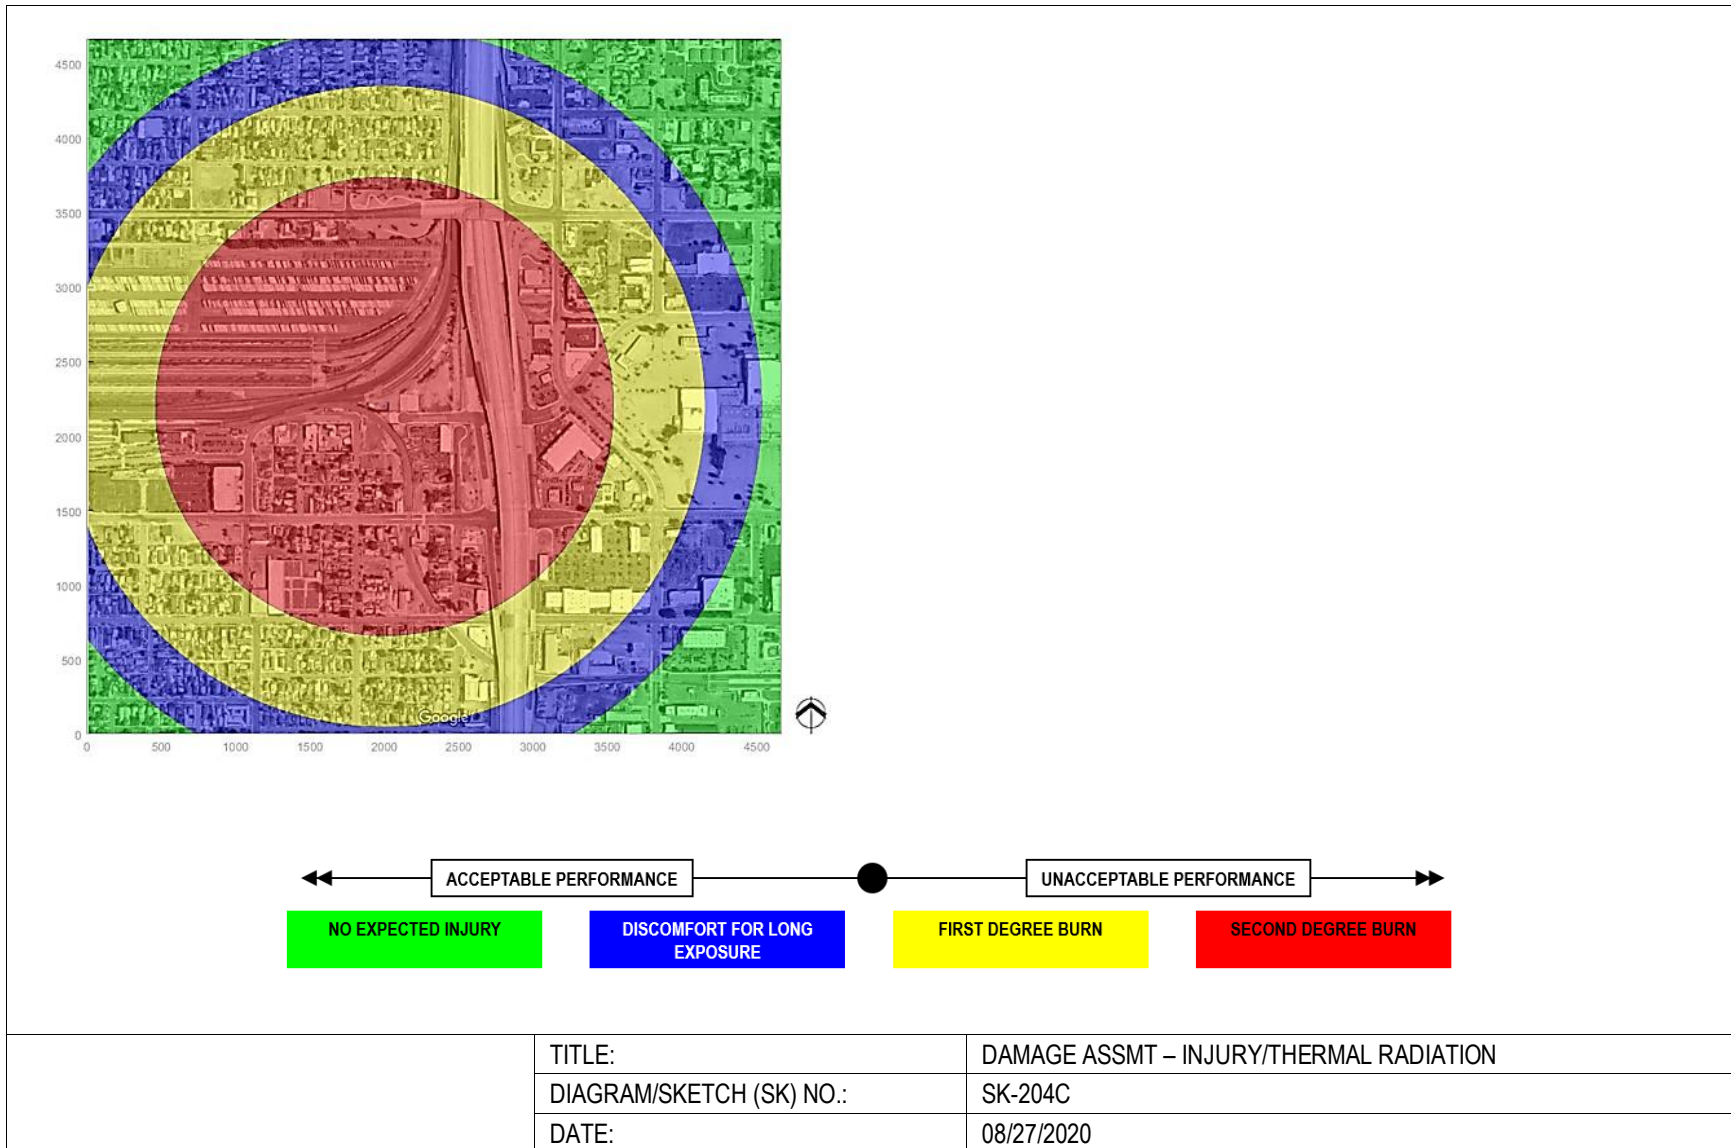 4500
4000
3500
3000
2500
2000
1500
1000
500
0
Google
0 500 1000 1500 2000 2500 3000 3500 4000 4500
ACCEPTABLE PERFORMANCE
UNACCEPTABLE PERFORMANCE
NO EXPECTED INJURY
DISCOMFORT FOR LONG
EXPOSURE
FIRST DEGREE BURN
SECOND DEGREE BURN
TITLE: DAMAGE ASSMT – INJURY/THERMAL RADIATION
DIAGRAM/SKETCH (SK) NO.: SK-204C
DATE: 08/27/2020